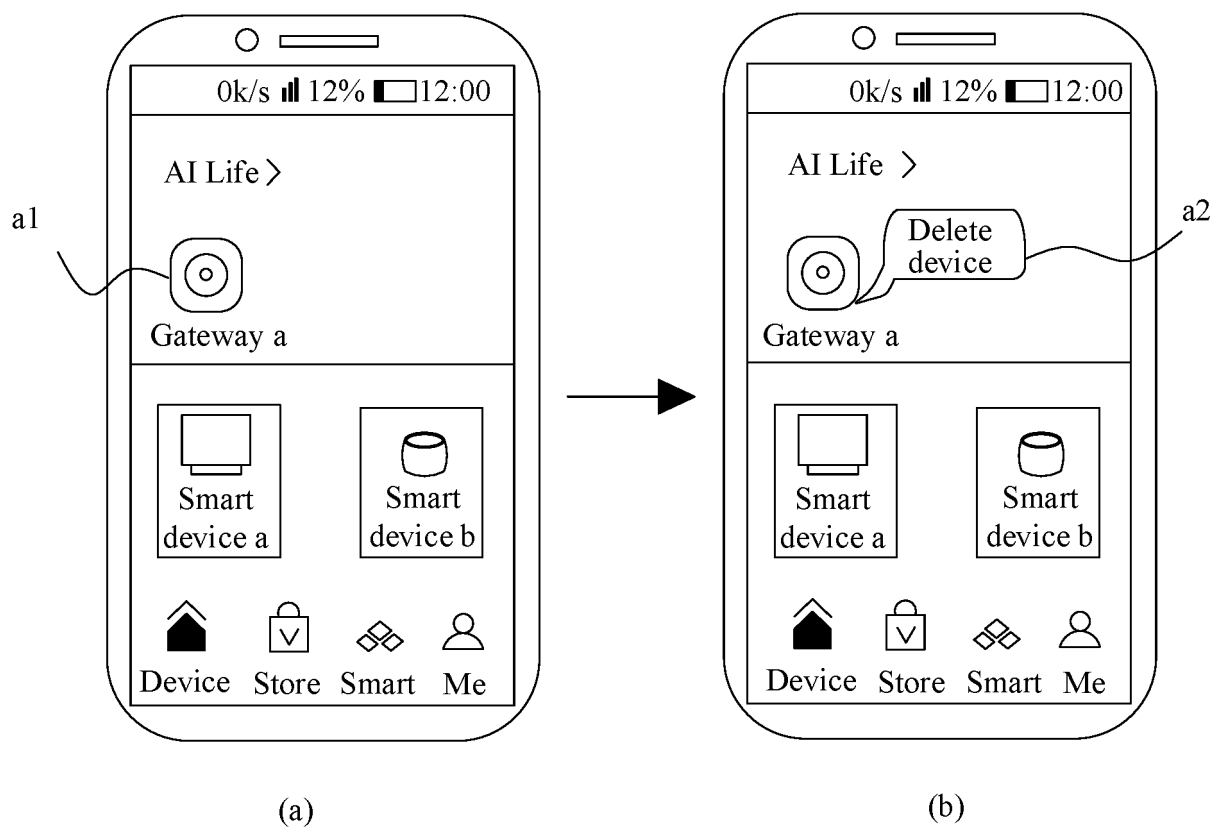 0k/s 12% 12:00
AI Life >
a1
Gateway a
Smart
device a
Smart
device b
Device Store Smart Me
(a)
0k/s 12% 12:00
AI Life >
Delete
device
a2
Gateway a
Smart
device a
Smart
device b
Device Store Smart Me
(b)